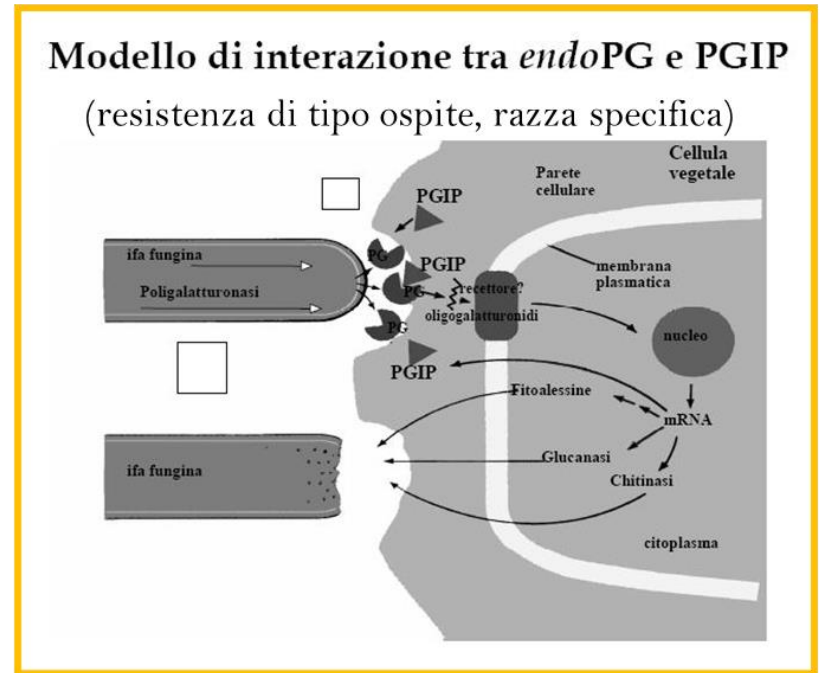 Modello di interazione tra endoPG e PGIP
(resistenza di tipo ospite, razza specifica)
Cellula
vegetale
Parete
cellulare
PGIP
ifa fungina
PG
PGIP
membrana
plasmatica
Poligalatturonasi
PG
recettore?
oligogalatturonidi
PG
nucleo
PGIP
Fitoalessine
mRNA
Glucanasi
ifa fungina
Chitinasi
citoplasma